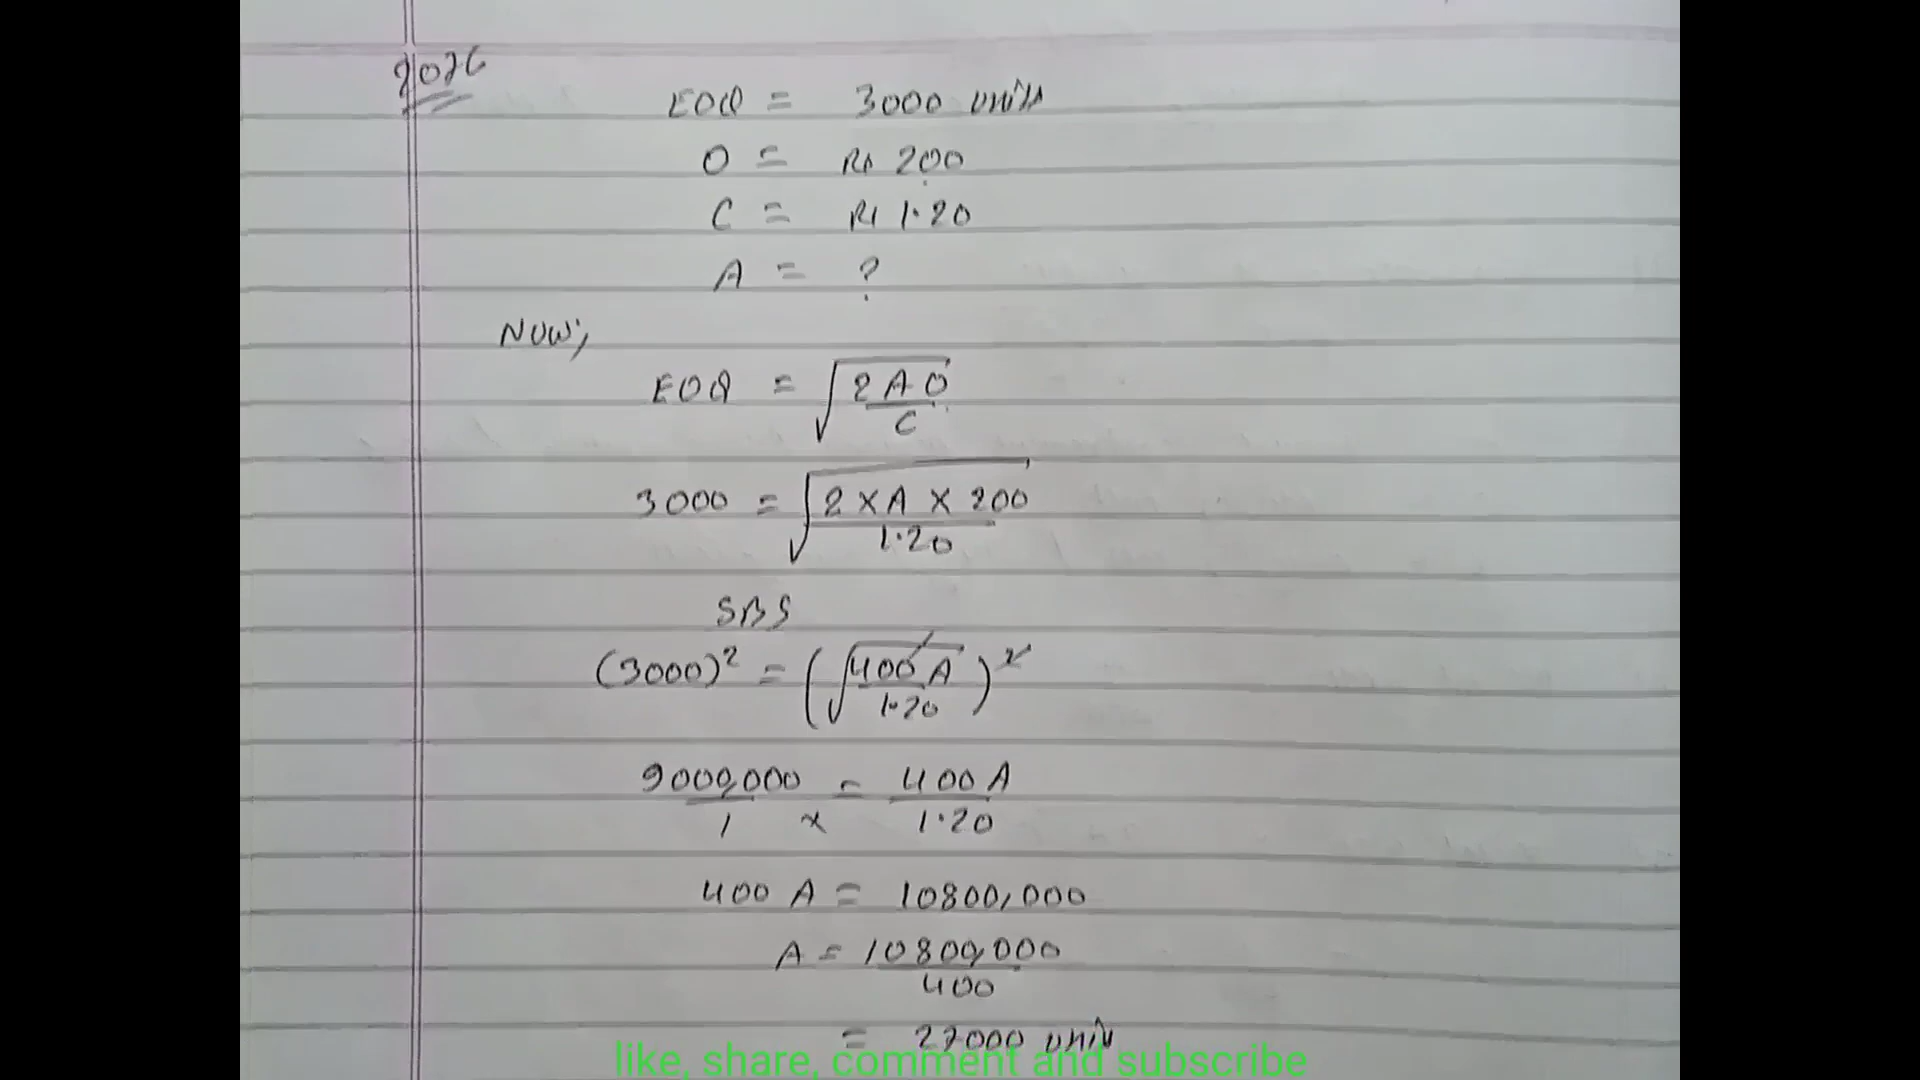 2076
EOQ = 3000 units
O = Rs 200
C = Rs 1.20
A = ?
Now;
EOQ = √(2AO/C)
3000 = √(2 × A × 200/1.20)
SBS
(3000)² = (√(400 A/1.20))²
9000,000/1 × = 400 A/1.20
400 A = 10800,000
A = 10800,000/400
= 27000 units
like, share, comment and subscribe